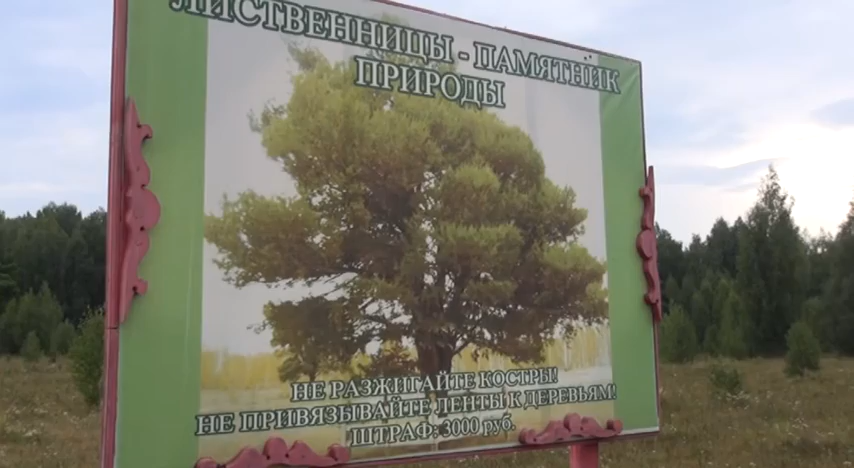 ЛИСТВЕННИЦЫ - ПАМЯТНИК
ПРИРОДЫ
НЕ РАЗЖИГАЙТЕ КОСТРЫ!
НЕ ПРИВЯЗЫВАЙТЕ ЛЕНТЫ К ДЕРЕВЬЯМ!
ШТРАФ: 3000 руб.